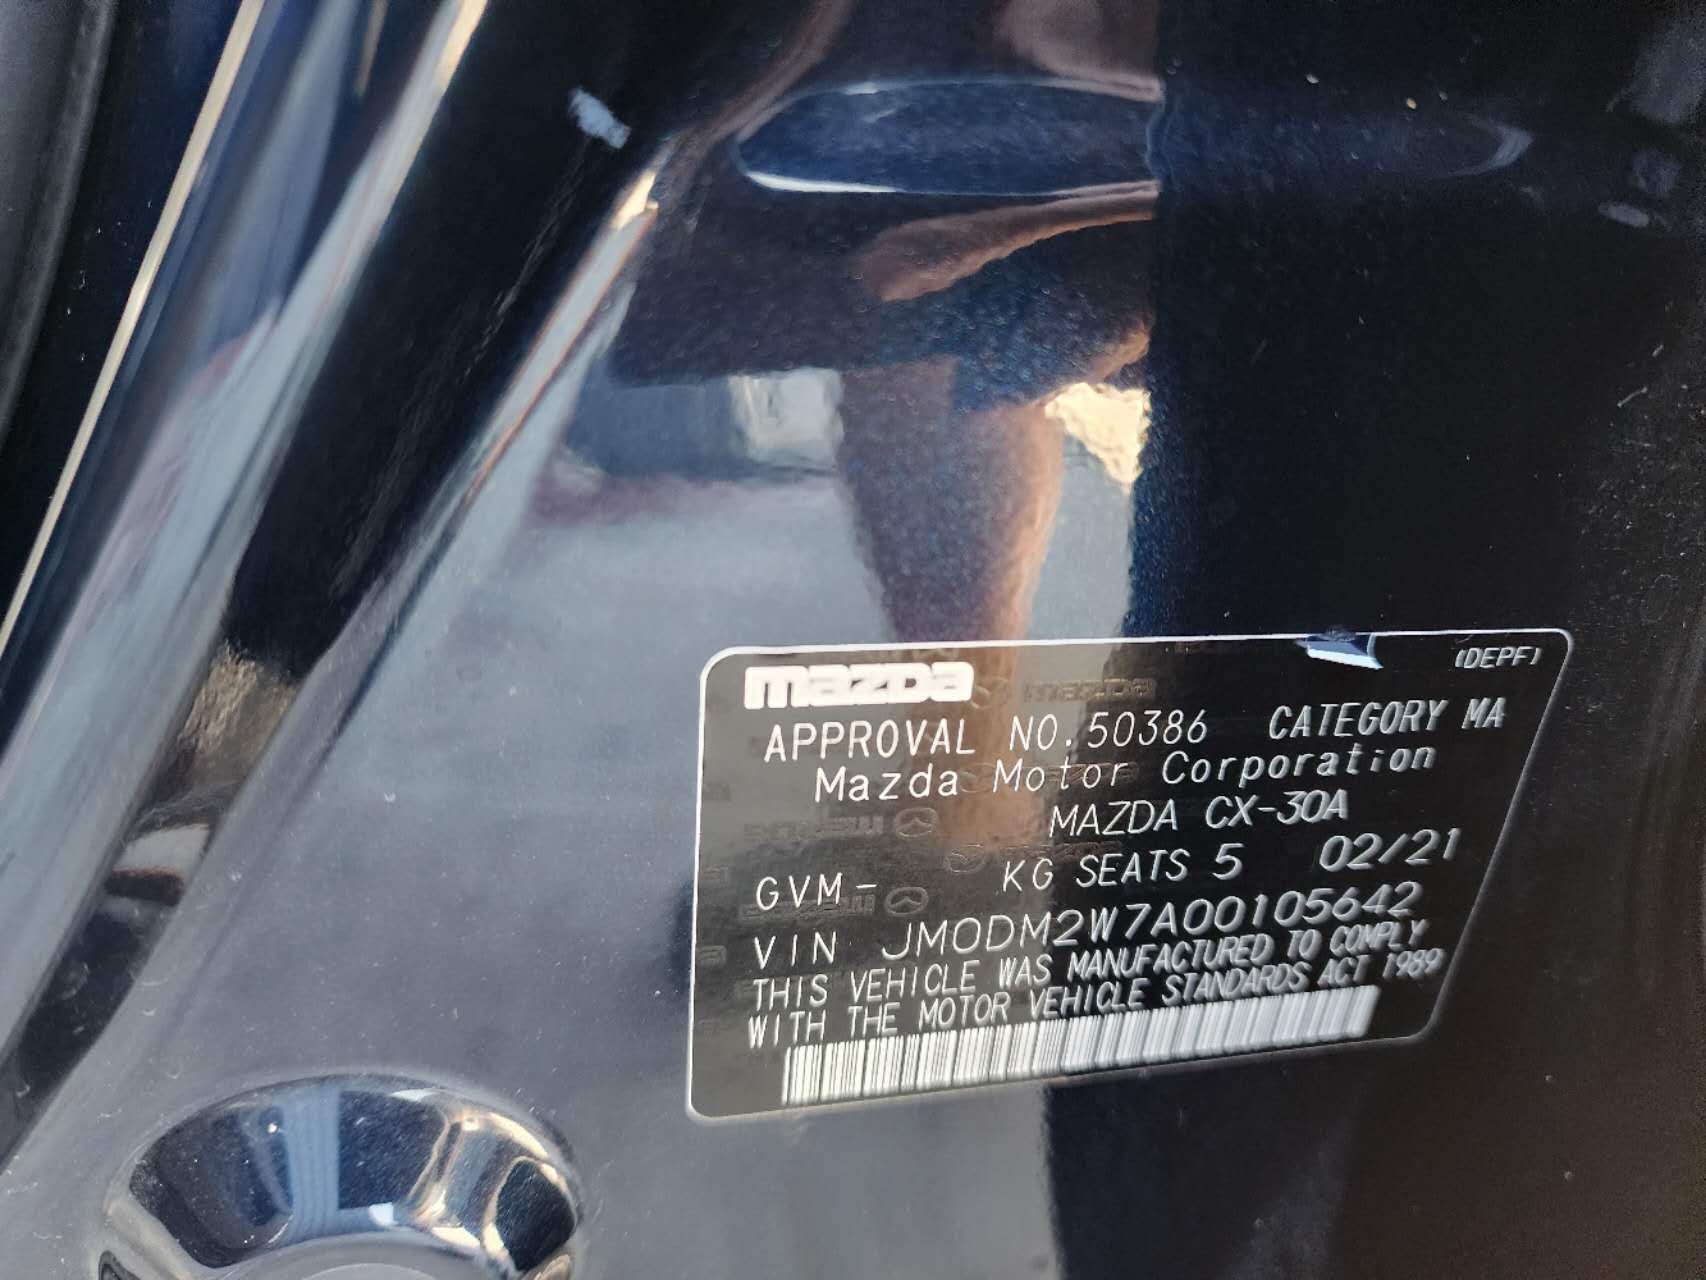 mazda
(DEPF)
APPROVAL NO.50386 CATEGORY MA
Mazda Motor Corporation
MAZDA CX-30A
GVM- KG SEATS 5 02/21
VIN JM0DM2W7A00105642
THIS VEHICLE WAS MANUFACTURED TO COMPLY
WITH THE MOTOR VEHICLE STANDARDS ACT 1989